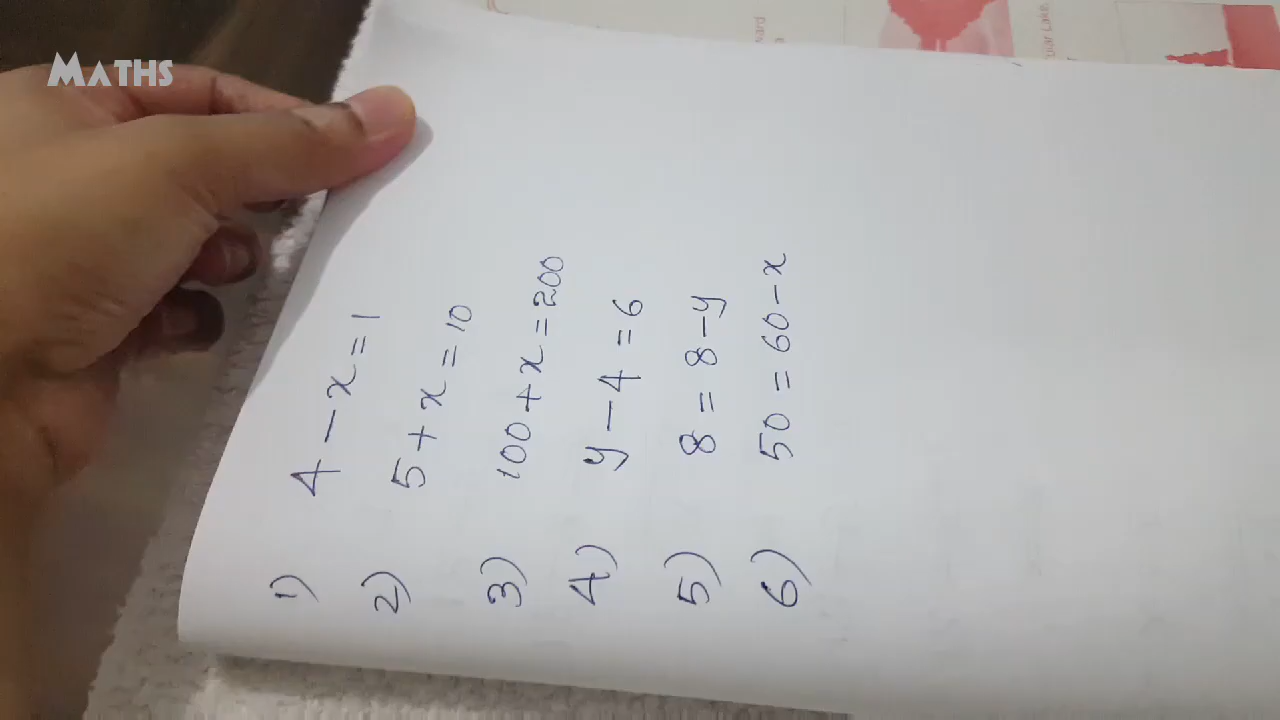 MATHS
1) 4 - x = 1
2) 5 + x = 10
3) 100 + x = 200
4) y - 4 = 6
5) 8 = 8 - y
6) 50 = 60 - x